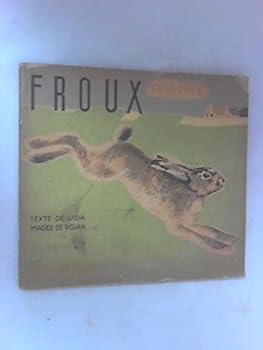 FROUX
TEXTE DE LIDA
IMAGES DE ROJAN